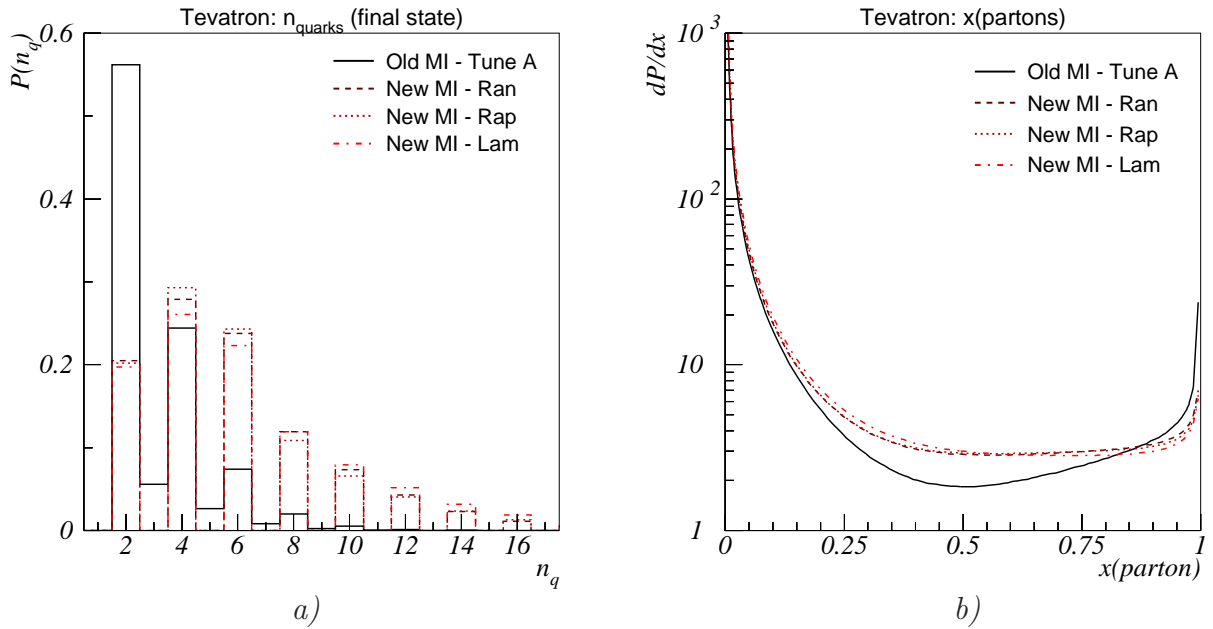 Tevatron: n_quarks (final state)
P(n_q)
0.6
0.4
0.2
0
Old MI - Tune A
New MI - Ran
New MI - Rap
New MI - Lam
2 4 6 8 10 12 14 16
n_q
a)
Tevatron: x(partons)
dP/dx
10^3
10^2
10
1
Old MI - Tune A
New MI - Ran
New MI - Rap
New MI - Lam
0 0.25 0.5 0.75 1
x(parton)
b)